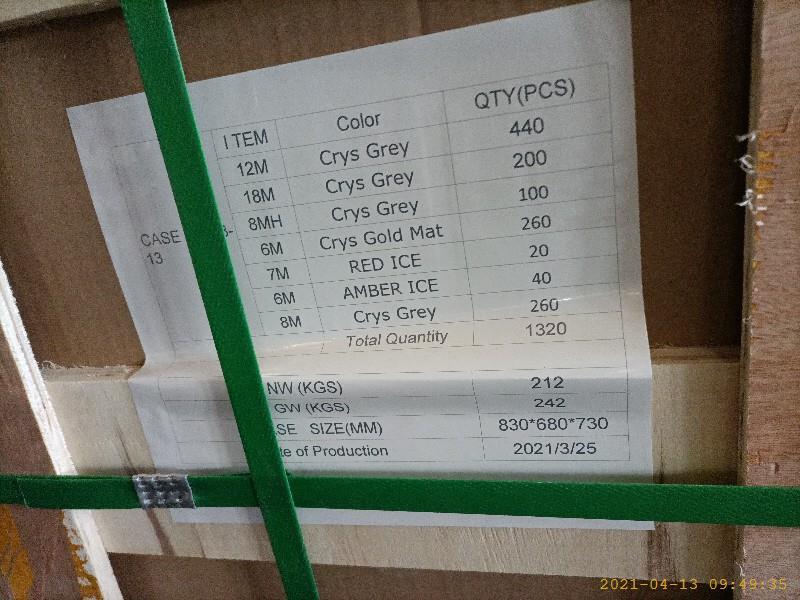 ITEM Color QTY(PCS)
12M Crys Grey 440
18M Crys Grey 200
8MH Crys Grey 100
CASE 13
6M Crys Gold Mat 260
7M RED ICE 20
6M AMBER ICE 40
8M Crys Grey 260
Total Quantity 1320
NW (KGS) 212
GW (KGS) 242
SE SIZE(MM) 830*680*730
te of Production 2021/3/25
2021-04-13 09:49:35